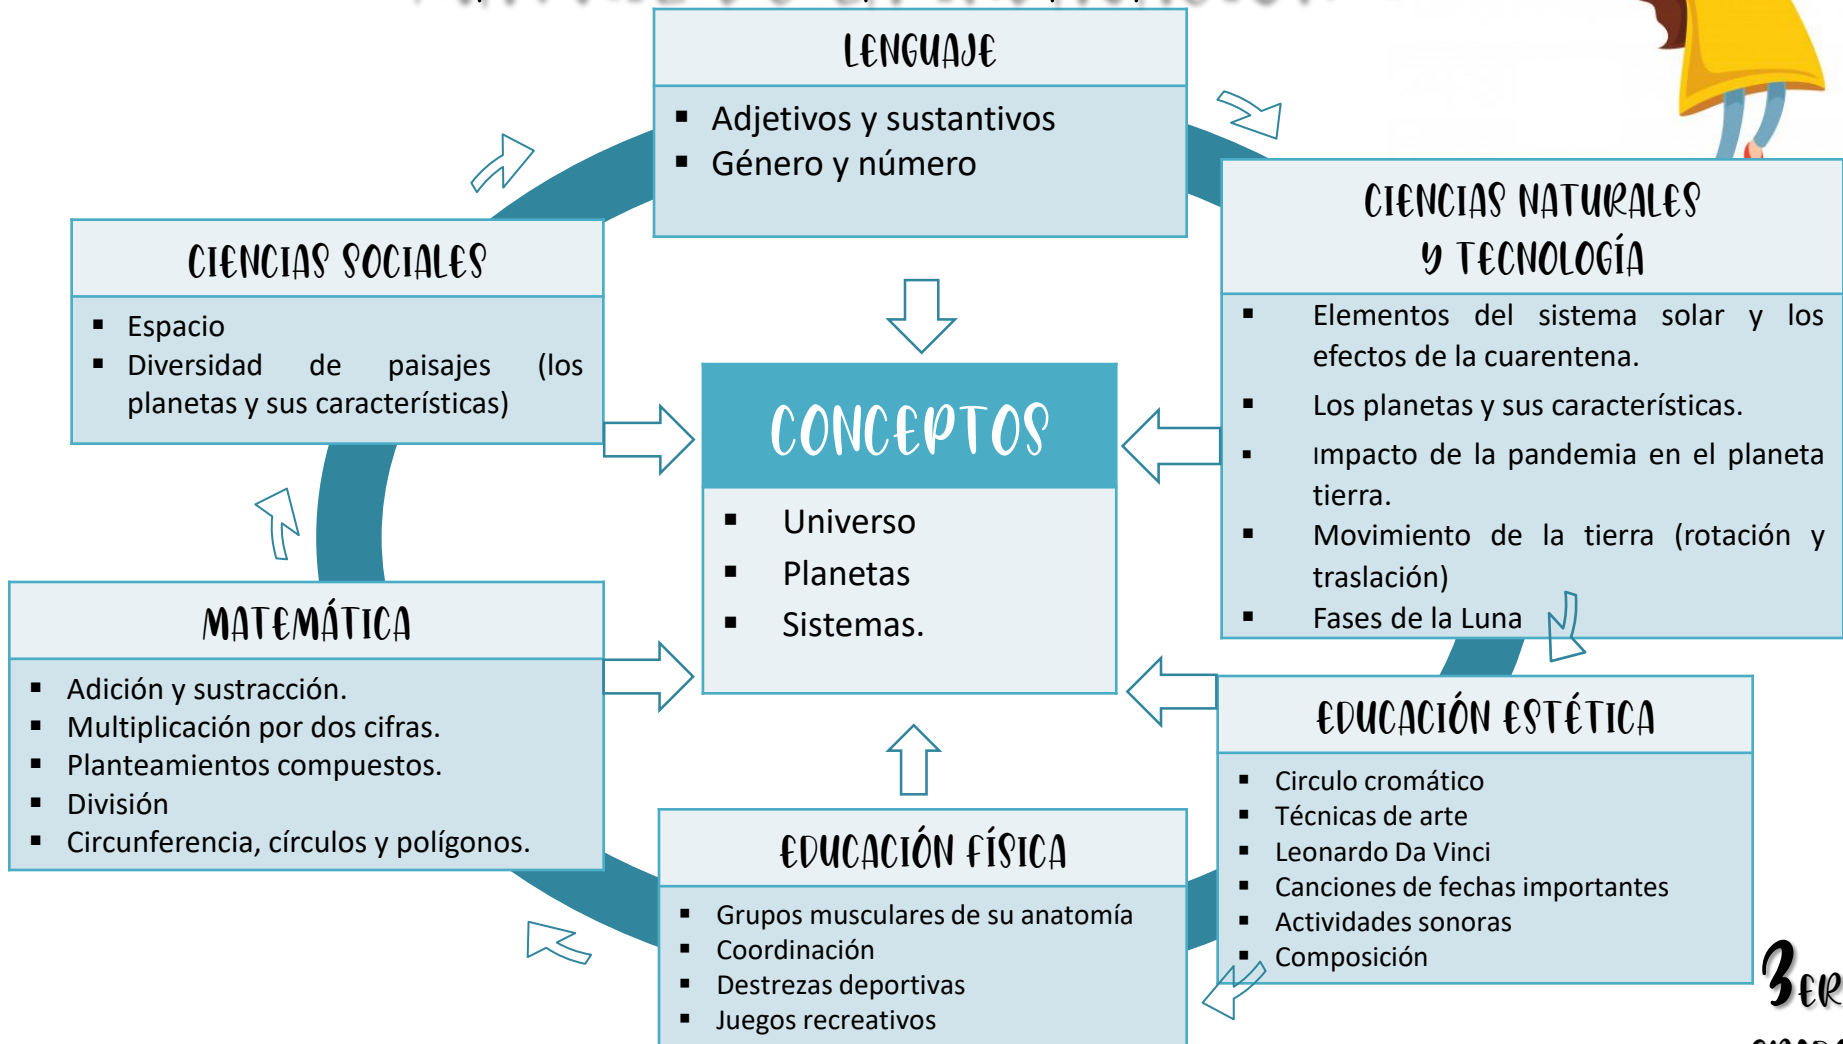 LENGUAJE
▪ Adjetivos y sustantivos
▪ Género y número
CIENCIAS NATURALES
Y TECNOLOGÍA
▪ Elementos del sistema solar y los
efectos de la cuarentena.
▪ Los planetas y sus características.
▪ Impacto de la pandemia en el planeta
tierra.
▪ Movimiento de la tierra (rotación y
traslación)
▪ Fases de la Luna
CIENCIAS SOCIALES
▪ Espacio
▪ Diversidad de paisajes (los
planetas y sus características)
CONCEPTOS
▪ Universo
▪ Planetas
▪ Sistemas.
MATEMÁTICA
▪ Adición y sustracción.
▪ Multiplicación por dos cifras.
▪ Planteamientos compuestos.
▪ División
▪ Circunferencia, círculos y polígonos.
EDUCACIÓN ESTÉTICA
▪ Circulo cromático
▪ Técnicas de arte
▪ Leonardo Da Vinci
▪ Canciones de fechas importantes
▪ Actividades sonoras
▪ Composición
EDUCACIÓN FÍSICA
▪ Grupos musculares de su anatomía
▪ Coordinación
▪ Destrezas deportivas
▪ Juegos recreativos
3ER